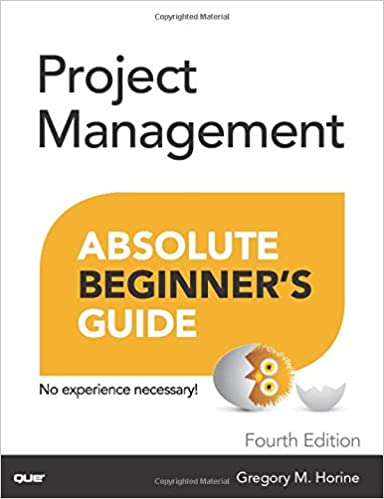 Copyrighted Material
Project
Management
ABSOLUTE
BEGINNER'S
GUIDE
No experience necessary!
Fourth Edition
que®
Gregory M. Horine
Copyrighted Material